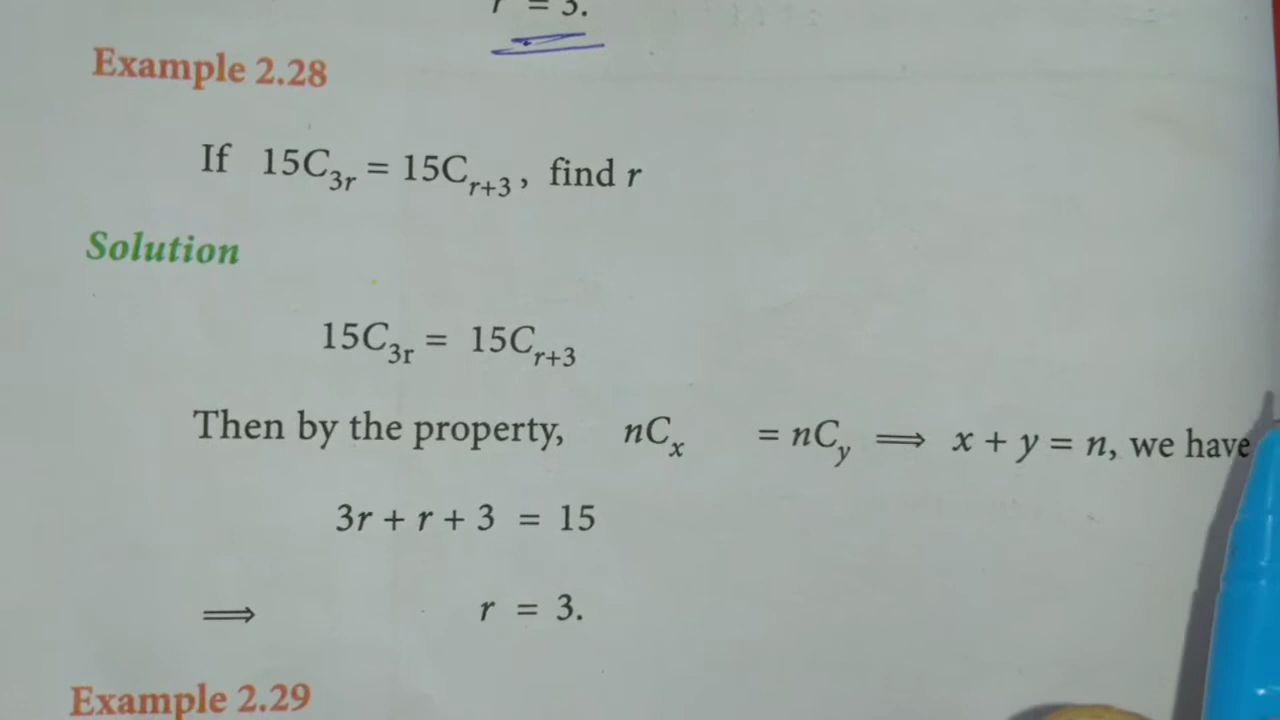 r = 3.
Example 2.28
If 15C₃ᵣ = 15Cᵣ₊₃, find r
Solution
15C₃ᵣ = 15Cᵣ₊₃
Then by the property, nCₓ = nCᵧ ⟹ x + y = n, we have
3r + r + 3 = 15
⟹ r = 3.
Example 2.29